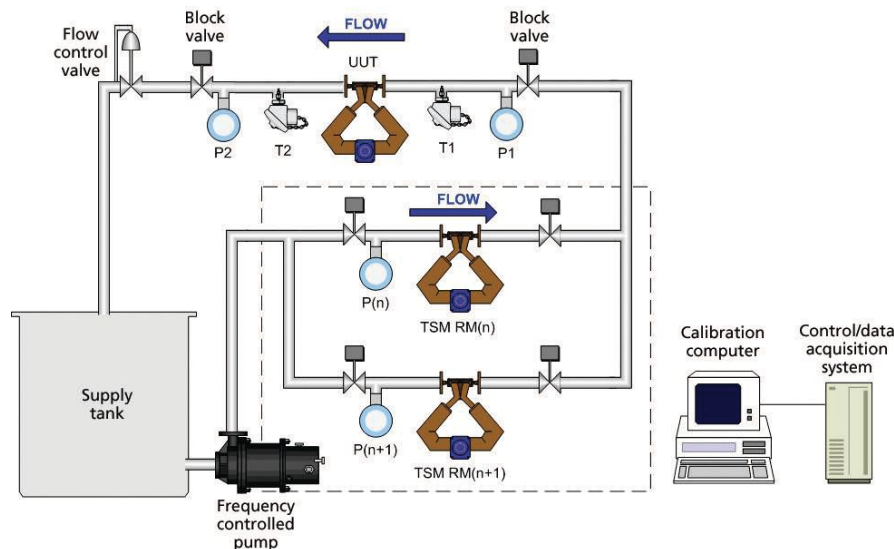 Flow
control
valve
Block
valve
FLOW
UUT
Block
valve
P2
T2
T1
P1
FLOW
P(n)
TSM RM(n)
Supply
tank
P(n+1)
TSM RM(n+1)
Frequency
controlled
pump
Calibration
computer
Control/data
acquisition
system